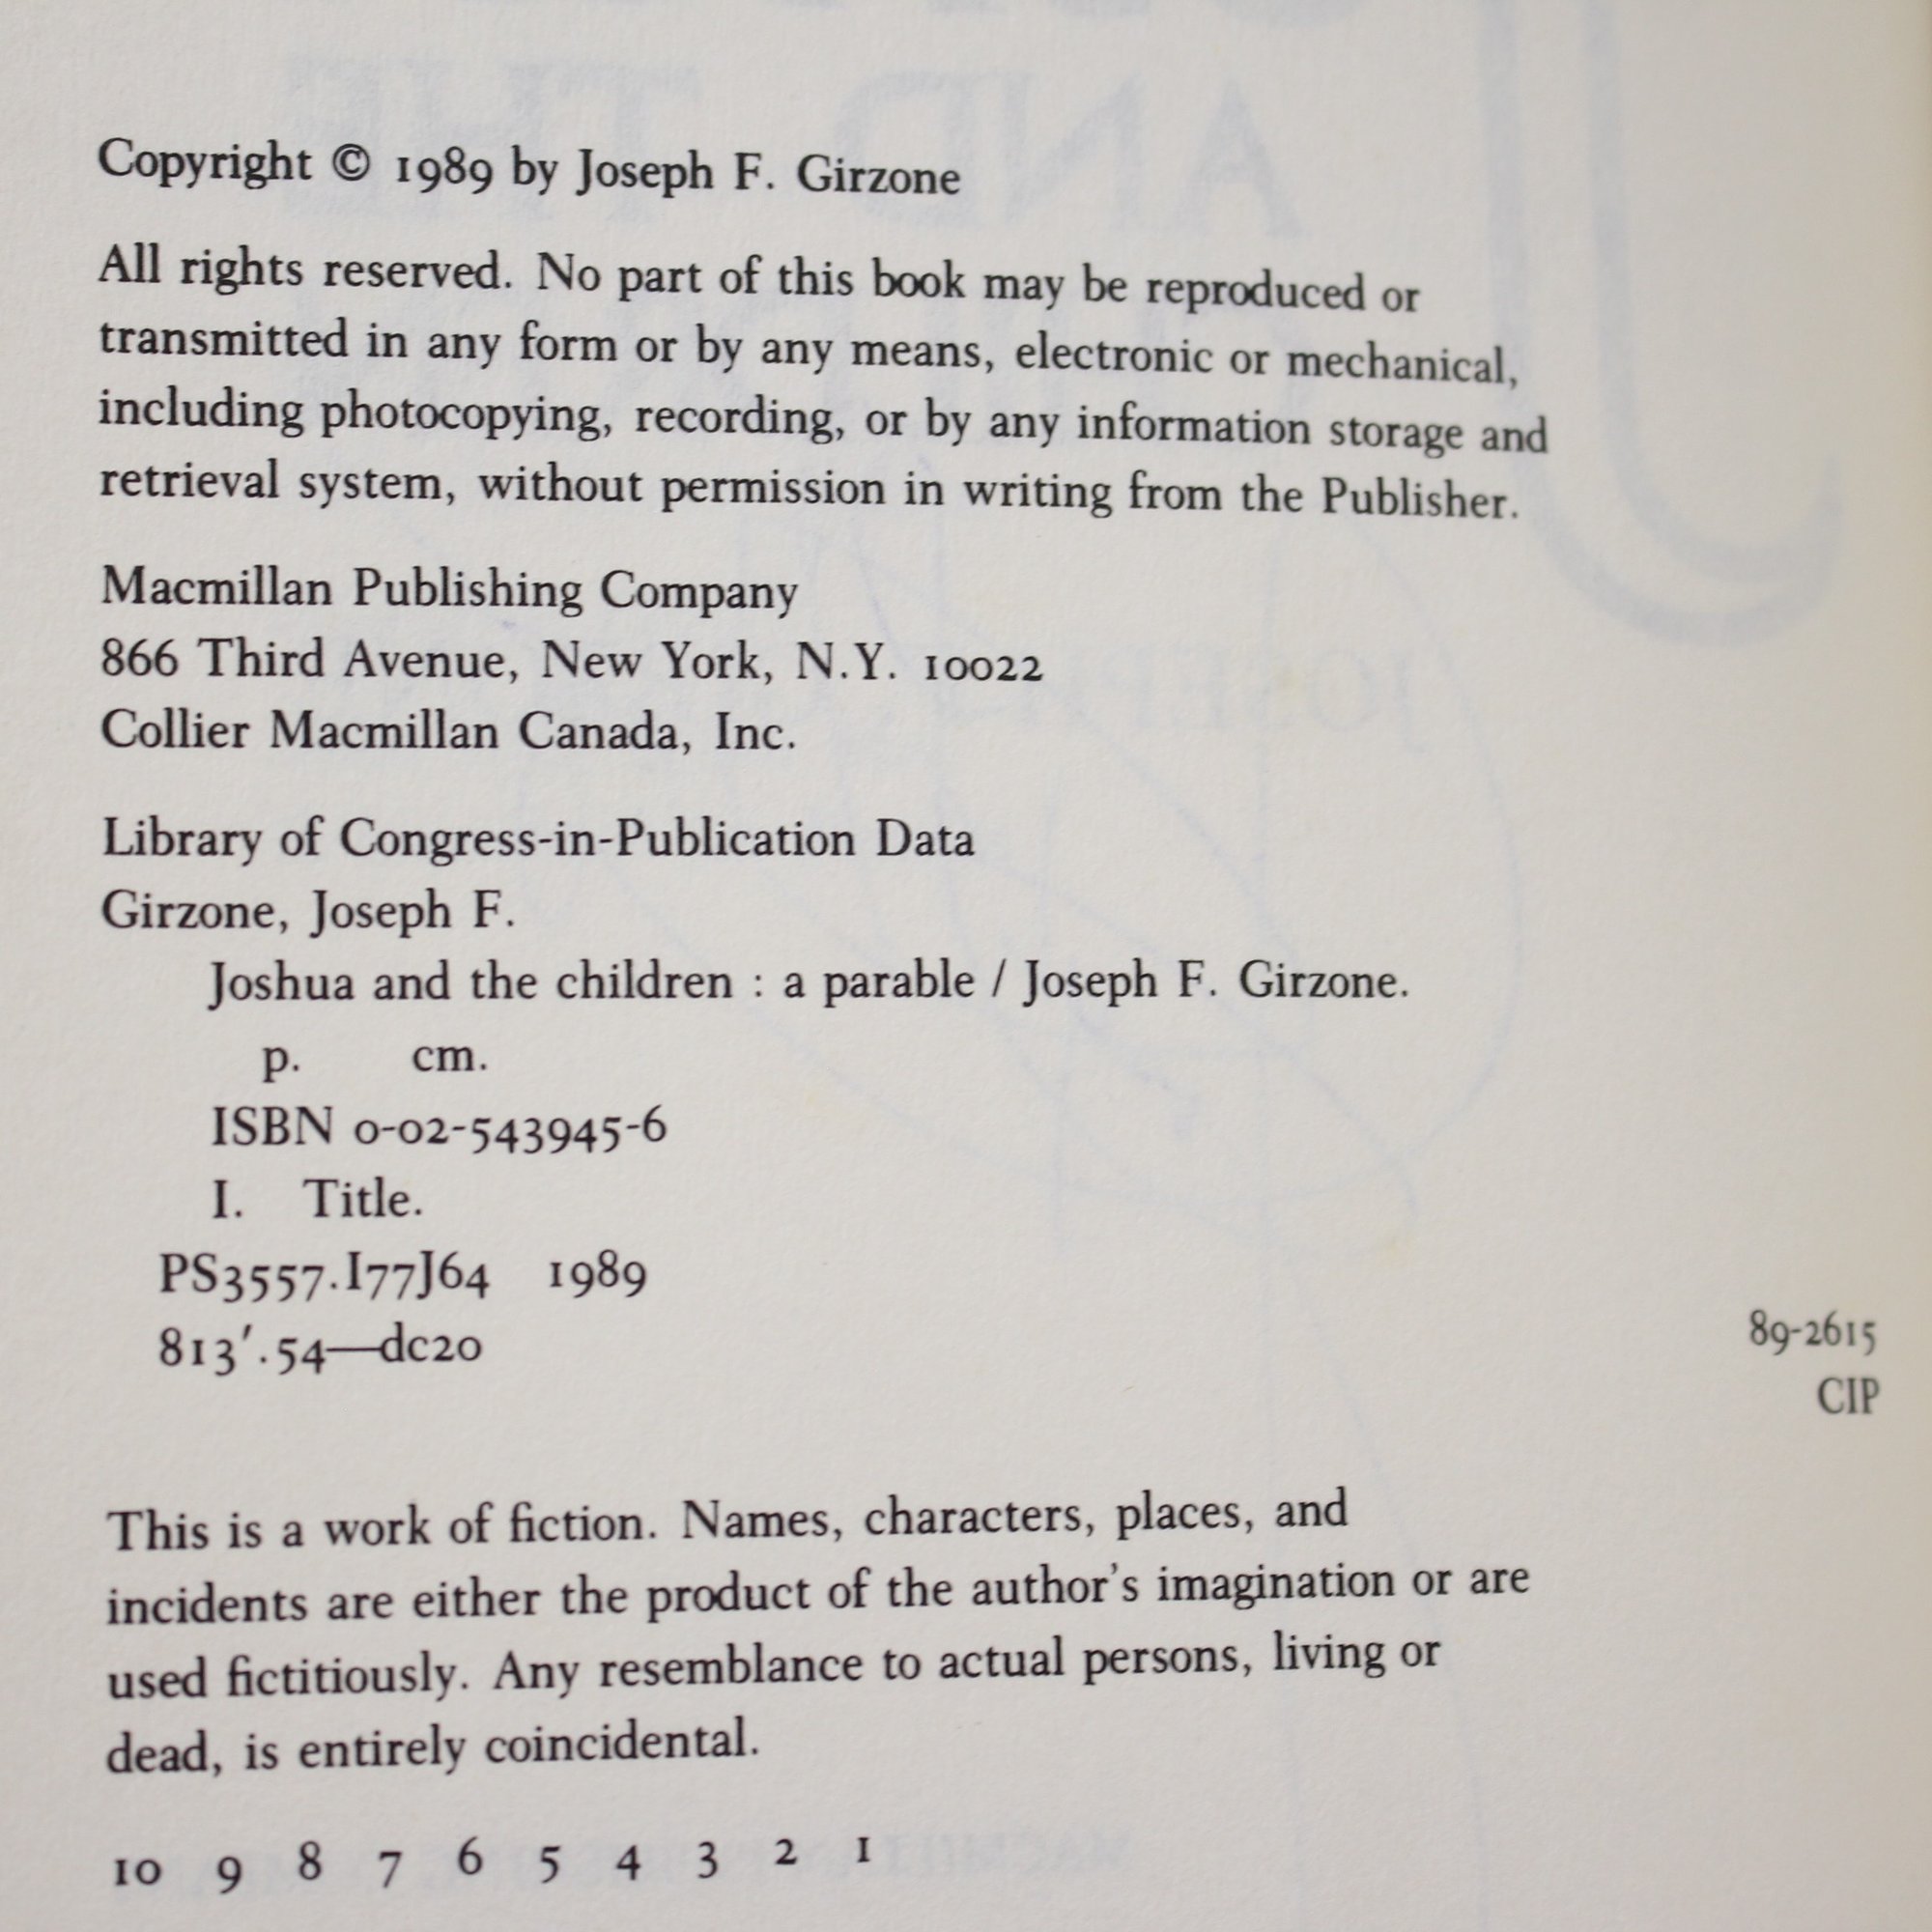 Copyright © 1989 by Joseph F. Girzone
All rights reserved. No part of this book may be reproduced or
transmitted in any form or by any means, electronic or mechanical,
including photocopying, recording, or by any information storage and
retrieval system, without permission in writing from the Publisher.
Macmillan Publishing Company
866 Third Avenue, New York, N.Y. 10022
Collier Macmillan Canada, Inc.
Library of Congress-in-Publication Data
Girzone, Joseph F.
Joshua and the children : a parable / Joseph F. Girzone.
p. cm.
ISBN 0-02-543945-6
I. Title.
PS3557.I77J64 1989
813′.54—dc20
89-2615
CIP
This is a work of fiction. Names, characters, places, and
incidents are either the product of the author's imagination or are
used fictitiously. Any resemblance to actual persons, living or
dead, is entirely coincidental.
10 9 8 7 6 5 4 3 2 1